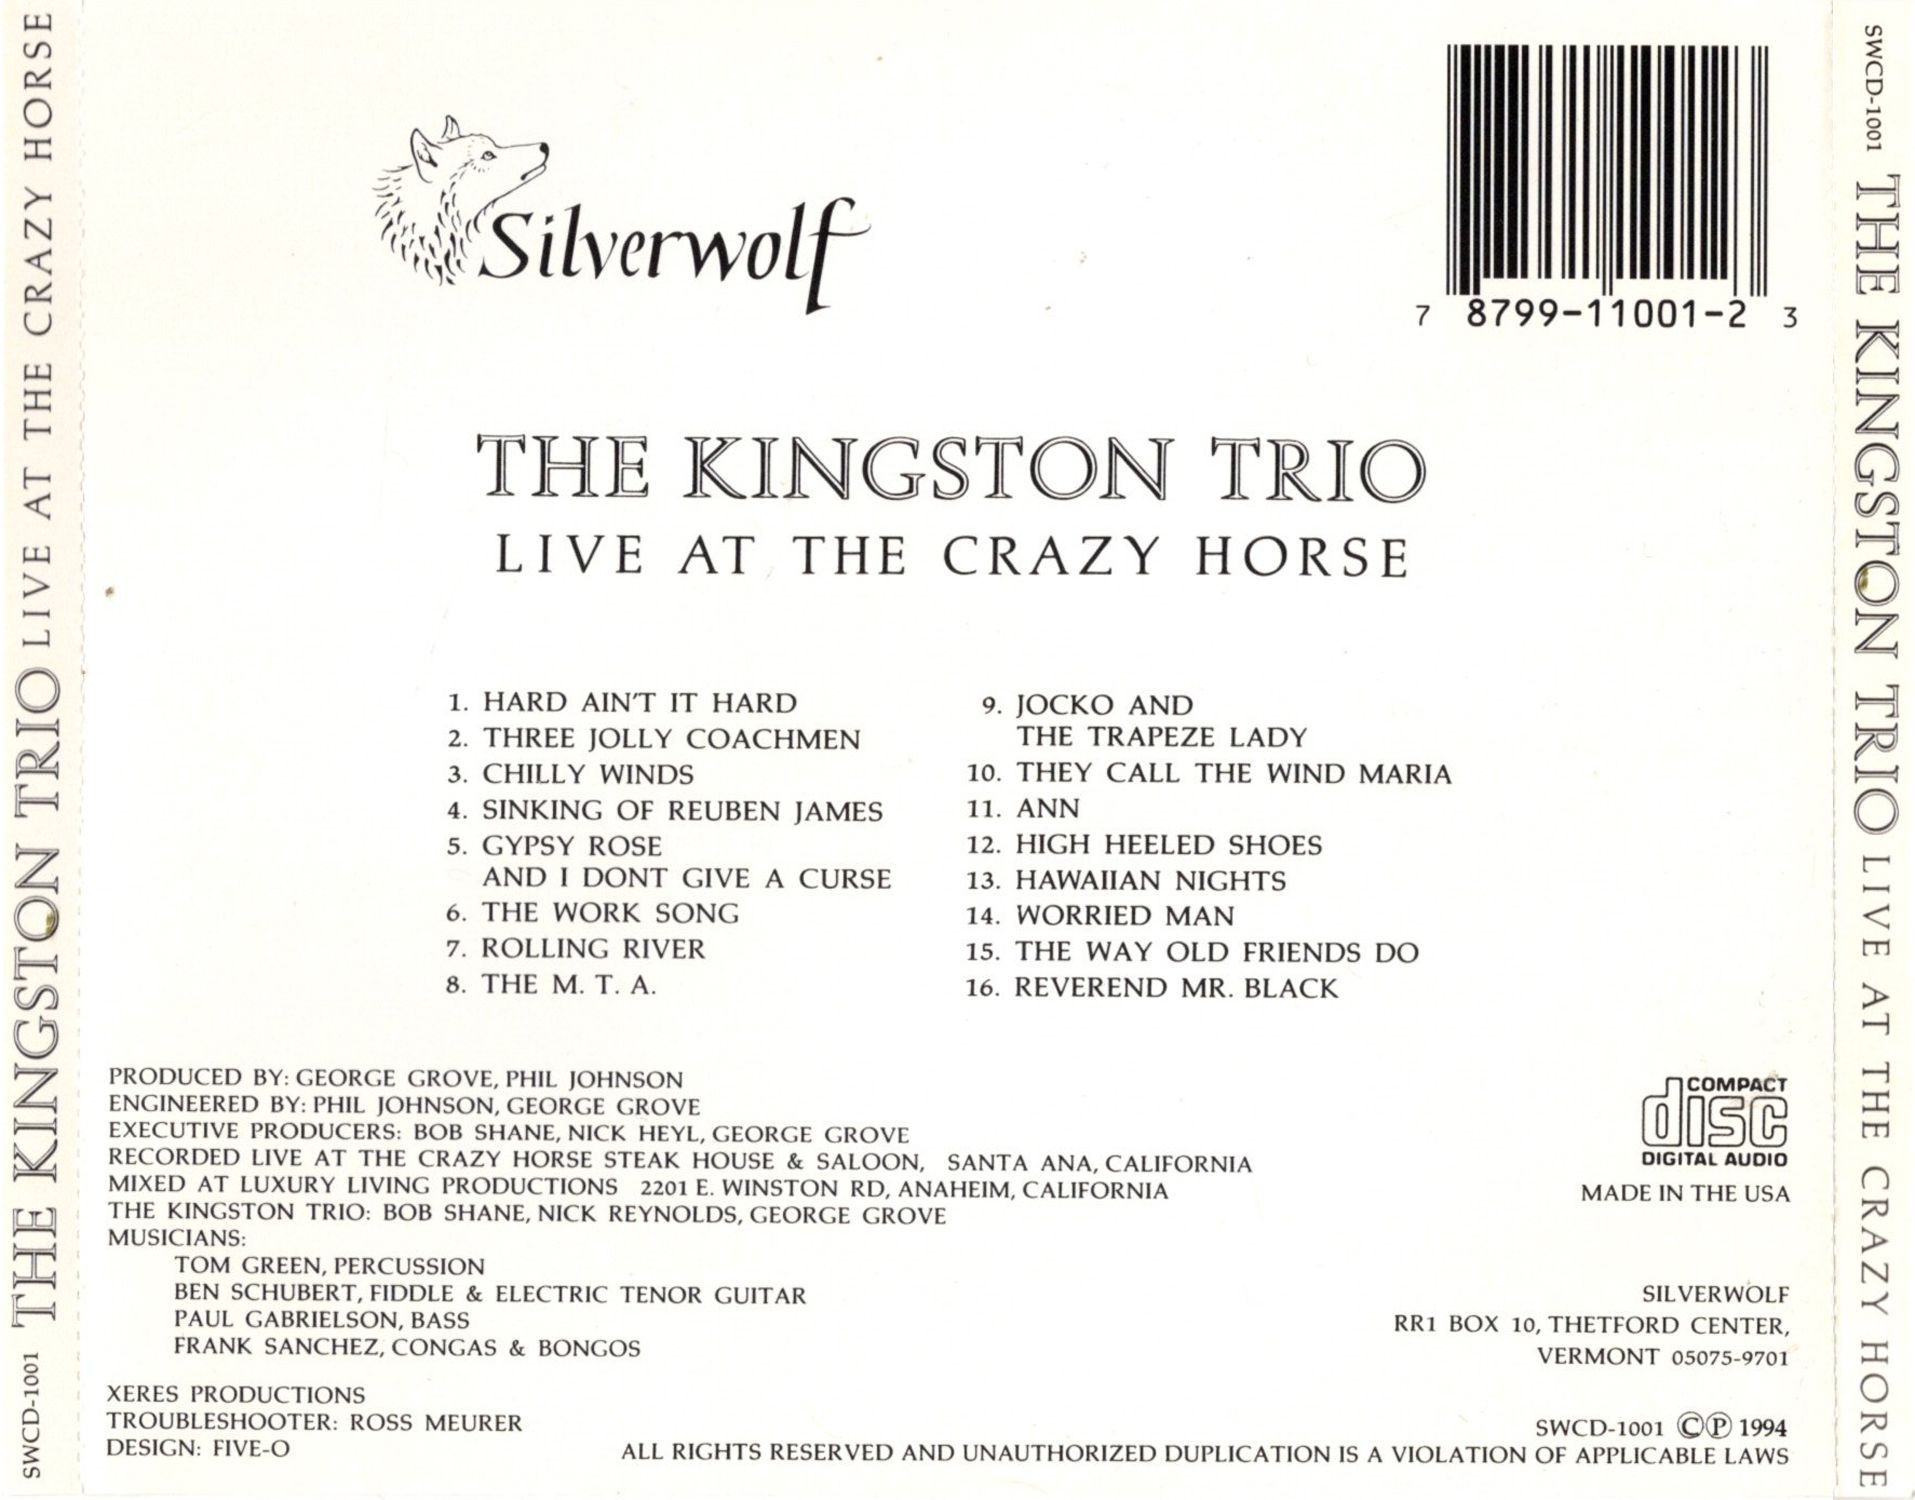 SWCD-1001 THE KINGSTON TRIO LIVE AT THE CRAZY HORSE
Silverwolf
7 8799-11001-2 3
THE KINGSTON TRIO
LIVE AT THE CRAZY HORSE
1. HARD AIN'T IT HARD
2. THREE JOLLY COACHMEN
3. CHILLY WINDS
4. SINKING OF REUBEN JAMES
5. GYPSY ROSE
AND I DONT GIVE A CURSE
6. THE WORK SONG
7. ROLLING RIVER
8. THE M. T. A.
9. JOCKO AND
THE TRAPEZE LADY
10. THEY CALL THE WIND MARIA
11. ANN
12. HIGH HEELED SHOES
13. HAWAIIAN NIGHTS
14. WORRIED MAN
15. THE WAY OLD FRIENDS DO
16. REVEREND MR. BLACK
PRODUCED BY: GEORGE GROVE, PHIL JOHNSON
ENGINEERED BY: PHIL JOHNSON, GEORGE GROVE
EXECUTIVE PRODUCERS: BOB SHANE, NICK HEYL, GEORGE GROVE
RECORDED LIVE AT THE CRAZY HORSE STEAK HOUSE & SALOON, SANTA ANA, CALIFORNIA
MIXED AT LUXURY LIVING PRODUCTIONS 2201 E. WINSTON RD, ANAHEIM, CALIFORNIA
THE KINGSTON TRIO: BOB SHANE, NICK REYNOLDS, GEORGE GROVE
MUSICIANS:
TOM GREEN, PERCUSSION
BEN SCHUBERT, FIDDLE & ELECTRIC TENOR GUITAR
PAUL GABRIELSON, BASS
FRANK SANCHEZ, CONGAS & BONGOS
XERES PRODUCTIONS
TROUBLESHOOTER: ROSS MEURER
DESIGN: FIVE-O
COMPACT
disc
DIGITAL AUDIO
MADE IN THE USA
SILVERWOLF
RR1 BOX 10, THETFORD CENTER,
VERMONT 05075-9701
SWCD-1001 ©℗ 1994
ALL RIGHTS RESERVED AND UNAUTHORIZED DUPLICATION IS A VIOLATION OF APPLICABLE LAWS
SWCD-1001 THE KINGSTON TRIO LIVE AT THE CRAZY HORSE